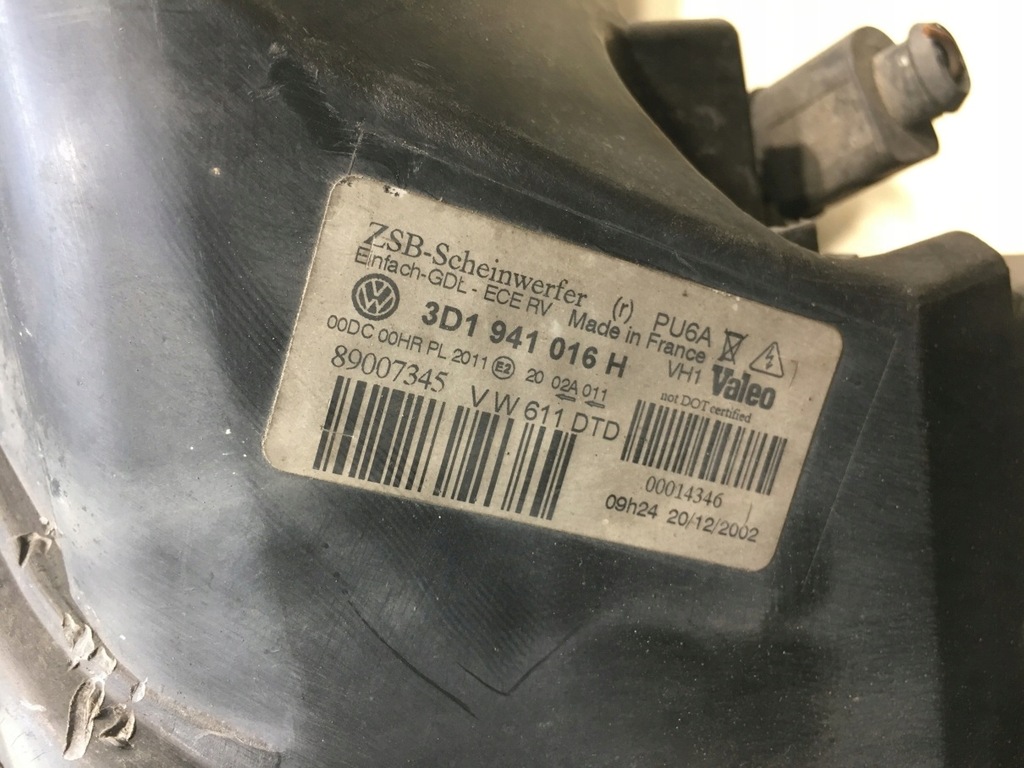 ZSB-Scheinwerfer (r) PU6A
Einfach-GDL - ECE RV Made in France
VW 3D1 941 016 H VH1 Valeo
00DC 00HR PL 2011 E2 20 02A 011 not DOT certified
89007345 VW 611 DTD
00014346
09h24 20/12/2002